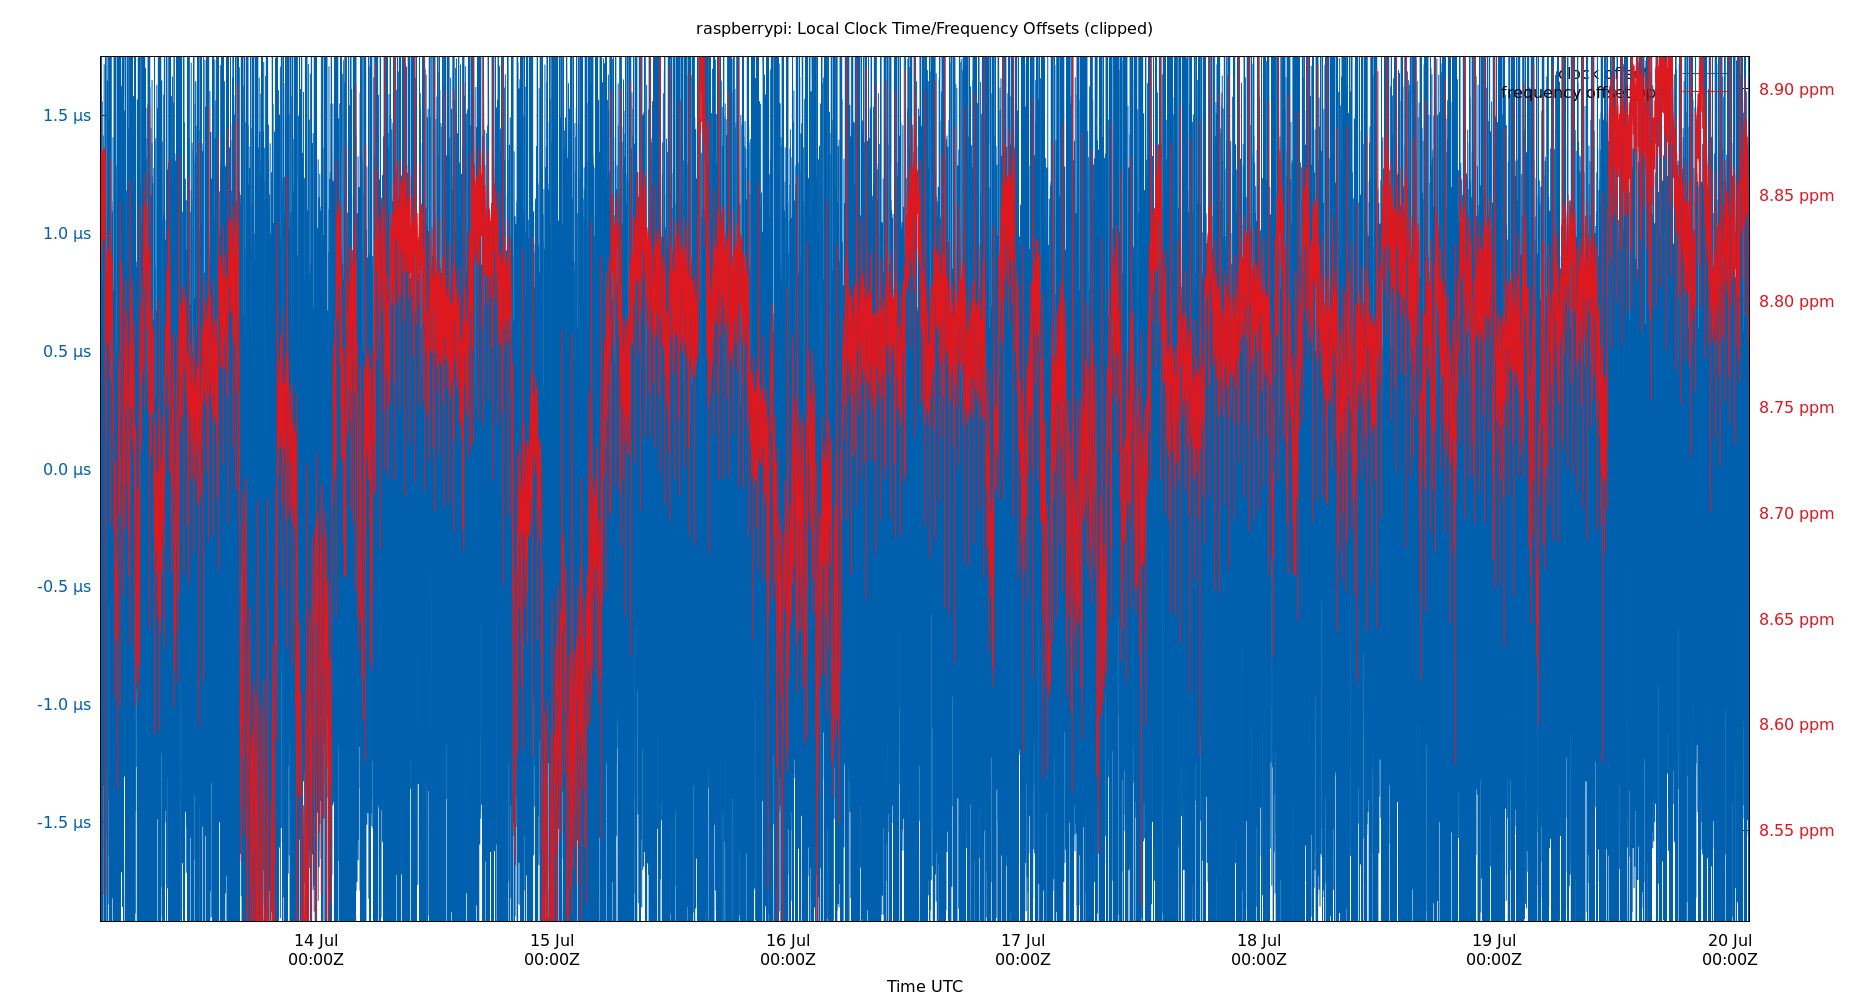 raspberrypi: Local Clock Time/Frequency Offsets (clipped)
clock offset
frequency offset
1.5 µs
1.0 µs
0.5 µs
0.0 µs
-0.5 µs
-1.0 µs
-1.5 µs
8.90 ppm
8.85 ppm
8.80 ppm
8.75 ppm
8.70 ppm
8.65 ppm
8.60 ppm
8.55 ppm
14 Jul
00:00Z
15 Jul
00:00Z
16 Jul
00:00Z
17 Jul
00:00Z
18 Jul
00:00Z
19 Jul
00:00Z
20 Jul
00:00Z
Time UTC